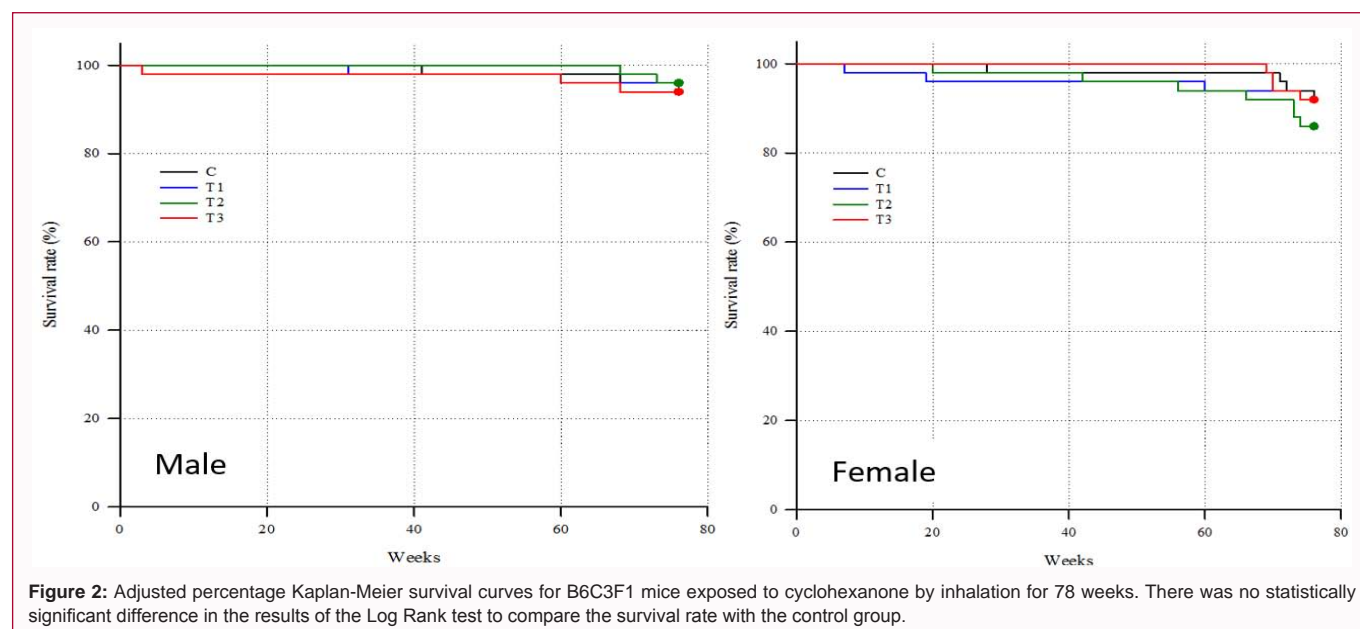 100
80
60
40
20
0
Survival rate (%)
C
T1
T2
T3
Male
0 20 40 60 80
Weeks
100
80
60
40
20
0
Survival rate (%)
C
T1
T2
T3
Female
0 20 40 60 80
Weeks
Figure 2: Adjusted percentage Kaplan-Meier survival curves for B6C3F1 mice exposed to cyclohexanone by inhalation for 78 weeks. There was no statistically
significant difference in the results of the Log Rank test to compare the survival rate with the control group.